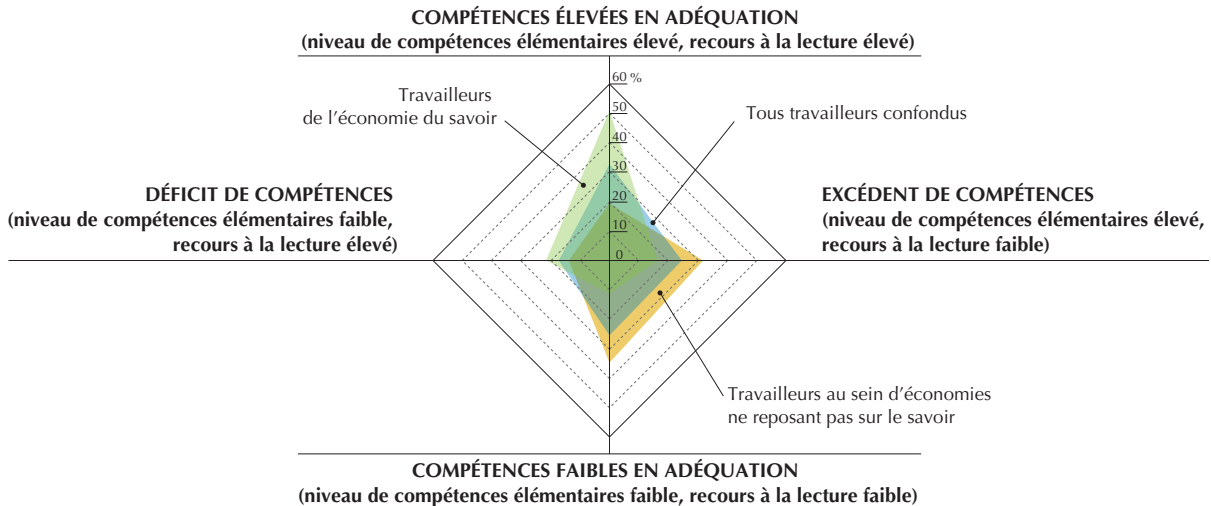 COMPÉTENCES ÉLEVÉES EN ADÉQUATION
(niveau de compétences élémentaires élevé, recours à la lecture élevé)
60 %
50
40
30
20
10
0
Travailleurs
de l'économie du savoir
Tous travailleurs confondus
DÉFICIT DE COMPÉTENCES
(niveau de compétences élémentaires faible,
recours à la lecture élevé)
EXCÉDENT DE COMPÉTENCES
(niveau de compétences élémentaires élevé,
recours à la lecture faible)
Travailleurs au sein d'économies
ne reposant pas sur le savoir
COMPÉTENCES FAIBLES EN ADÉQUATION
(niveau de compétences élémentaires faible, recours à la lecture faible)